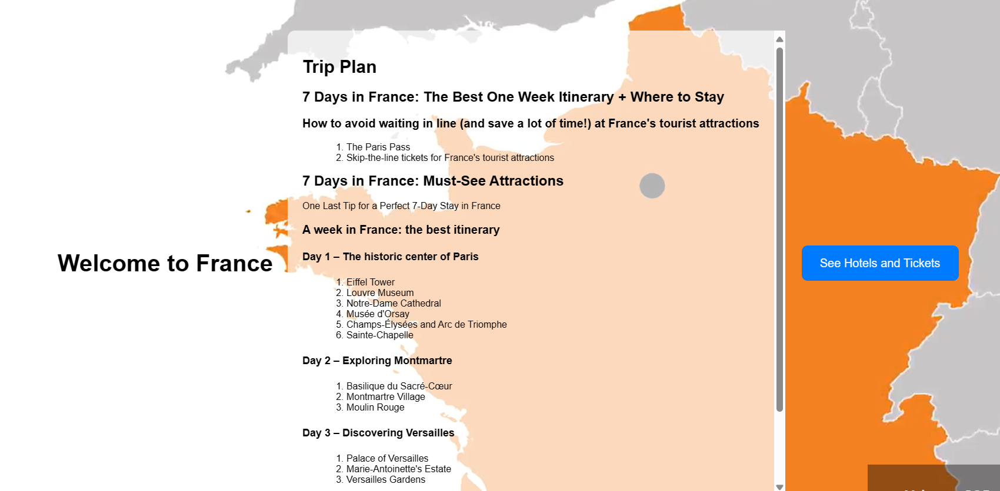 Trip Plan
7 Days in France: The Best One Week Itinerary + Where to Stay
How to avoid waiting in line (and save a lot of time!) at France's tourist attractions
1. The Paris Pass
2. Skip-the-line tickets for France's tourist attractions
7 Days in France: Must-See Attractions
One Last Tip for a Perfect 7-Day Stay in France
A week in France: the best itinerary
Day 1 – The historic center of Paris
Welcome to France
See Hotels and Tickets
1. Eiffel Tower
2. Louvre Museum
3. Notre-Dame Cathedral
4. Musée d'Orsay
5. Champs-Élysées and Arc de Triomphe
6. Sainte-Chapelle
Day 2 – Exploring Montmartre
1. Basilique du Sacré-Cœur
2. Montmartre Village
3. Moulin Rouge
Day 3 – Discovering Versailles
1. Palace of Versailles
2. Marie-Antoinette's Estate
3. Versailles Gardens